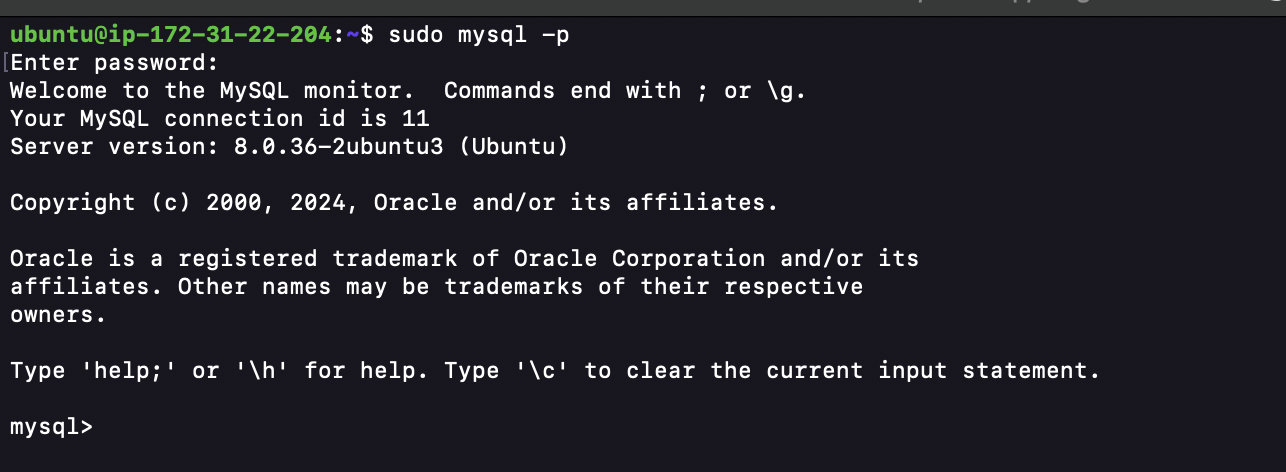 ubuntu@ip-172-31-22-204:~$ sudo mysql -p
[Enter password:
Welcome to the MySQL monitor.  Commands end with ; or \g.
Your MySQL connection id is 11
Server version: 8.0.36-2ubuntu3 (Ubuntu)

Copyright (c) 2000, 2024, Oracle and/or its affiliates.

Oracle is a registered trademark of Oracle Corporation and/or its
affiliates. Other names may be trademarks of their respective
owners.

Type 'help;' or '\h' for help. Type '\c' to clear the current input statement.

mysql>